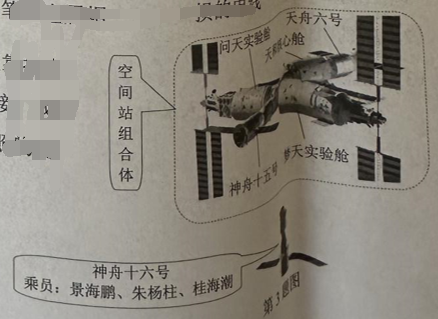 天舟六号
问天实验舱
天和核心舱
空间站组合体
梦天实验舱
神舟十五号
神舟十六号
乘员：景海鹏、朱杨柱、桂海潮
第3题图